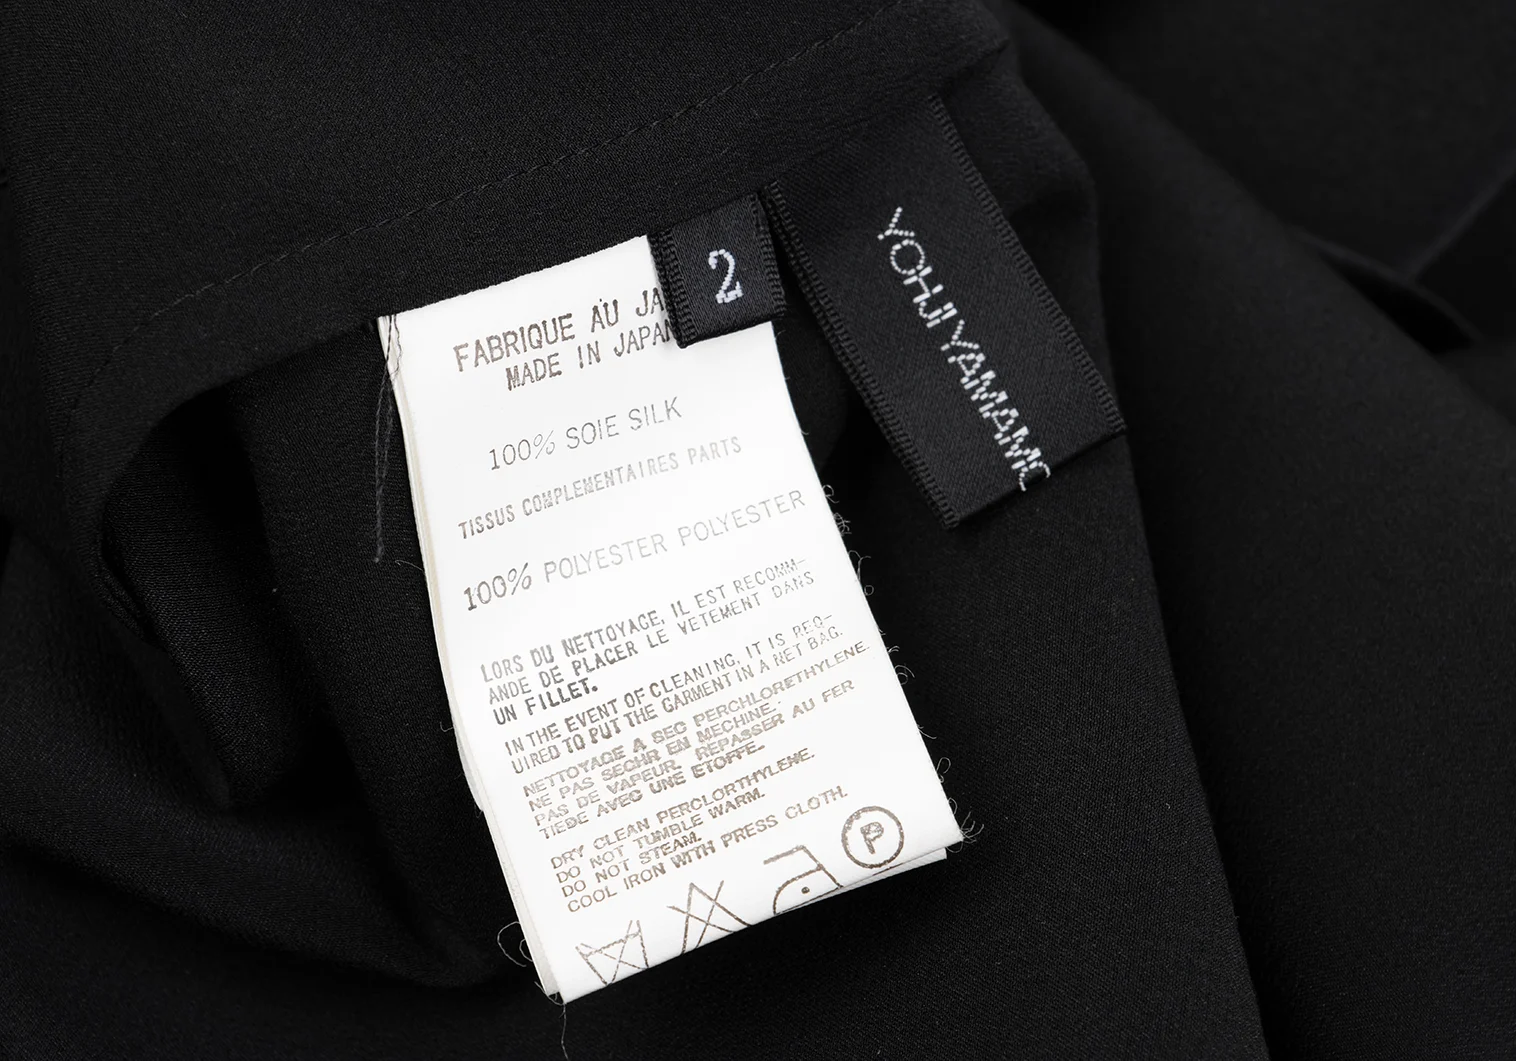 FABRIQUE AU JA
MADE IN JAPAN
2
YOHJI YAMAMO
100% SOIE SILK
TISSUS COMPLEMENTAIRES PARTS
100% POLYESTER POLYESTER
LORS DU NETTOYAGE, IL EST RECOMM-
ANDE DE PLACER LE VETEMENT DANS
UN FILLET.
IN THE EVENT OF CLEANING, IT IS REQ-
UIRED TO PUT THE GARMENT IN A NET BAG.
NETTOYAGE A SEC PERCHLORETHYLENE.
NE PAS SECHR EN MECHINE.
PAS DE VAPEUR. REPASSER AU FER
TIEDE AVEC UNE ETOFFE.
DRY CLEAN PERCLORTHYLENE.
DO NOT TUMBLE WARM.
DO NOT STEAM.
COOL IRON WITH PRESS CLOTH.
P